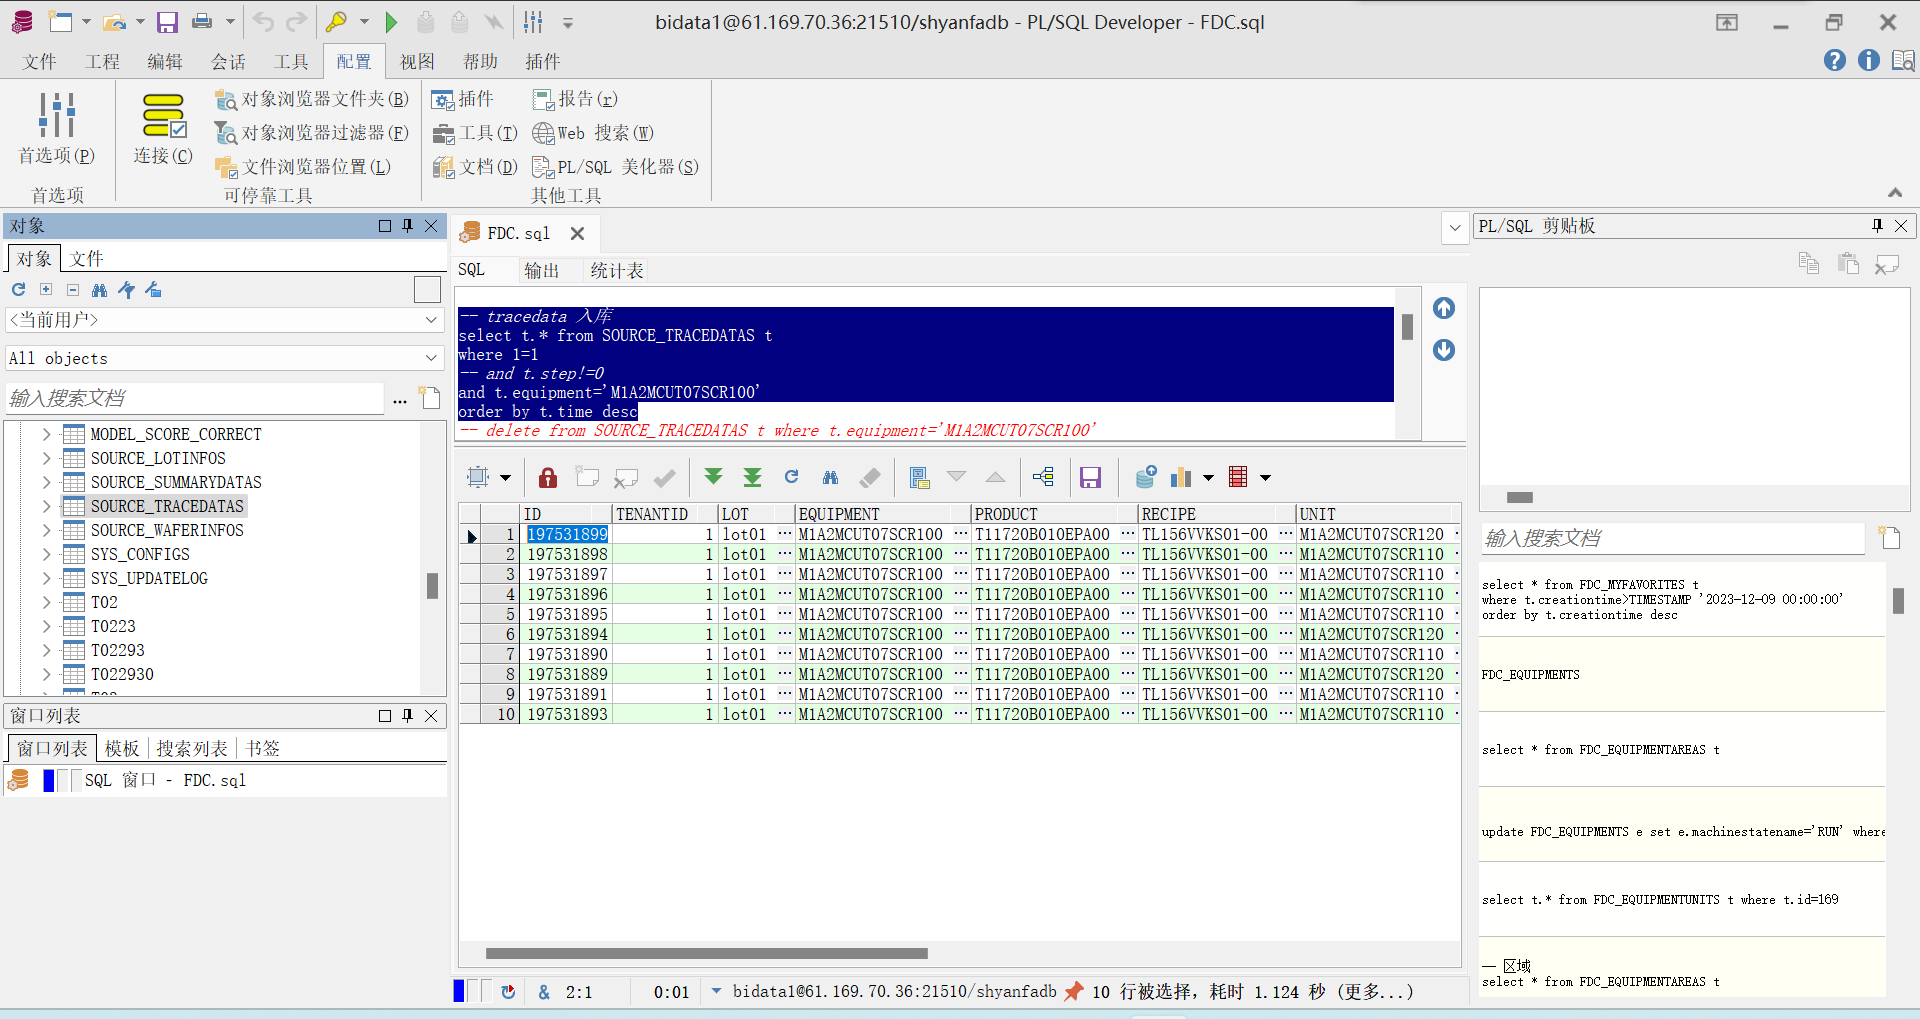 bidata1@61.169.70.36:21510/shyanfadb - PL/SQL Developer - FDC.sql
文件 工程 编辑 会话 工具 配置 视图 帮助 插件
首选项(P)
首选项
连接(C)
对象浏览器文件夹(B)
对象浏览器过滤器(F)
文件浏览器位置(L)
可停靠工具
插件 报告(r)
工具(T) Web 搜索(W)
文档(D) PL/SQL 美化器(S)
其他工具
对象
对象 文件
<当前用户>
All objects
输入搜索文档 ...
MODEL_SCORE_CORRECT
SOURCE_LOTINFOS
SOURCE_SUMMARYDATAS
SOURCE_TRACEDATAS
SOURCE_WAFERINFOS
SYS_CONFIGS
SYS_UPDATELOG
T02
T0223
T02293
T022930
窗口列表
窗口列表 模板 搜索列表 书签
SQL 窗口 - FDC.sql
FDC.sql
SQL 输出 统计表
-- tracedata 入库
select t.* from SOURCE_TRACEDATAS t
where 1=1
-- and t.step!=0
and t.equipment='M1A2MCUT07SCR100'
order by t.time desc
-- delete from SOURCE_TRACEDATAS t where t.equipment='M1A2MCUT07SCR100'
ID TENANTID LOT EQUIPMENT PRODUCT RECIPE UNIT
1 197531899 1 lot01 ... M1A2MCUT07SCR100 ... T11720B010EPA00 ... TL156VVKS01-00 ... M1A2MCUT07SCR120
2 197531898 1 lot01 ... M1A2MCUT07SCR100 ... T11720B010EPA00 ... TL156VVKS01-00 ... M1A2MCUT07SCR110
3 197531897 1 lot01 ... M1A2MCUT07SCR100 ... T11720B010EPA00 ... TL156VVKS01-00 ... M1A2MCUT07SCR110
4 197531896 1 lot01 ... M1A2MCUT07SCR100 ... T11720B010EPA00 ... TL156VVKS01-00 ... M1A2MCUT07SCR110
5 197531895 1 lot01 ... M1A2MCUT07SCR100 ... T11720B010EPA00 ... TL156VVKS01-00 ... M1A2MCUT07SCR110
6 197531894 1 lot01 ... M1A2MCUT07SCR100 ... T11720B010EPA00 ... TL156VVKS01-00 ... M1A2MCUT07SCR120
7 197531890 1 lot01 ... M1A2MCUT07SCR100 ... T11720B010EPA00 ... TL156VVKS01-00 ... M1A2MCUT07SCR110
8 197531889 1 lot01 ... M1A2MCUT07SCR100 ... T11720B010EPA00 ... TL156VVKS01-00 ... M1A2MCUT07SCR120
9 197531891 1 lot01 ... M1A2MCUT07SCR100 ... T11720B010EPA00 ... TL156VVKS01-00 ... M1A2MCUT07SCR110
10 197531893 1 lot01 ... M1A2MCUT07SCR100 ... T11720B010EPA00 ... TL156VVKS01-00 ... M1A2MCUT07SCR110
& 2:1 0:01 bidata1@61.169.70.36:21510/shyanfadb 10 行被选择, 耗时 1.124 秒 (更多...)
PL/SQL 剪贴板
输入搜索文档
select * from FDC_MYFAVORITES t
where t.creationtime>TIMESTAMP '2023-12-09 00:00:00'
order by t.creationtime desc
FDC_EQUIPMENTS
select * from FDC_EQUIPMENTAREAS t
update FDC_EQUIPMENTS e set e.machinestatename='RUN' where
select t.* from FDC_EQUIPMENTUNITS t where t.id=169
-- 区域
select * from FDC_EQUIPMENTAREAS t